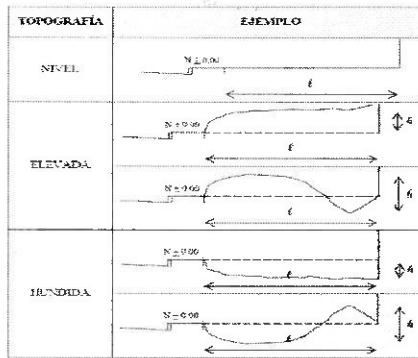 TOPOGRAFÍA EJEMPLO
NIVEL
N ± 0.00
ℓ
ELEVADA
N ± 0.00
h
ℓ
N ± 0.00
h
ℓ
HUNDIDA
N ± 0.00
ℓ
h
N ± 0.00
h
ℓ